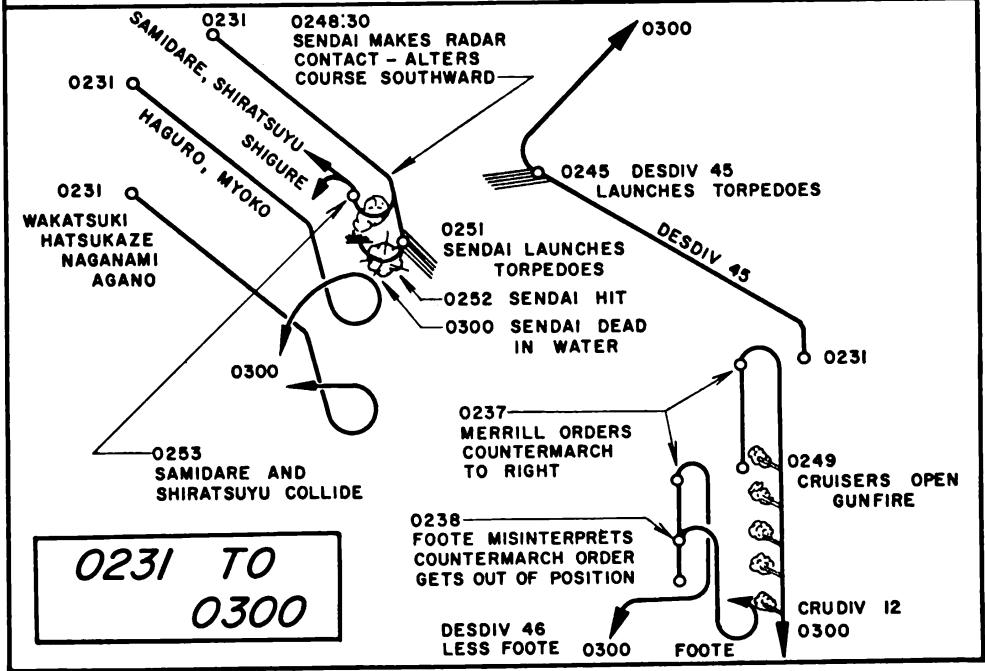 0231
0248:30
SENDAI MAKES RADAR
CONTACT – ALTERS
COURSE SOUTHWARD
0300
SAMIDARE, SHIRATSUYU
SHIGURE
0231
HAGURO, MYOKO
0231
WAKATSUKI
HATSUKAZE
NAGANAMI
AGANO
0245 DESDIV 45
LAUNCHES TORPEDOES
DESDIV 45
0251
SENDAI LAUNCHES
TORPEDOES
0252 SENDAI HIT
0300 SENDAI DEAD
IN WATER
0231
0300
0237
MERRILL ORDERS
COUNTERMARCH
TO RIGHT
0253
SAMIDARE AND
SHIRATSUYU COLLIDE
0249
CRUISERS OPEN
GUNFIRE
0238
FOOTE MISINTERPRETS
COUNTERMARCH ORDER
GETS OUT OF POSITION
0231 TO
0300
CRUDIV 12
0300
DESDIV 46
LESS FOOTE
0300
FOOTE